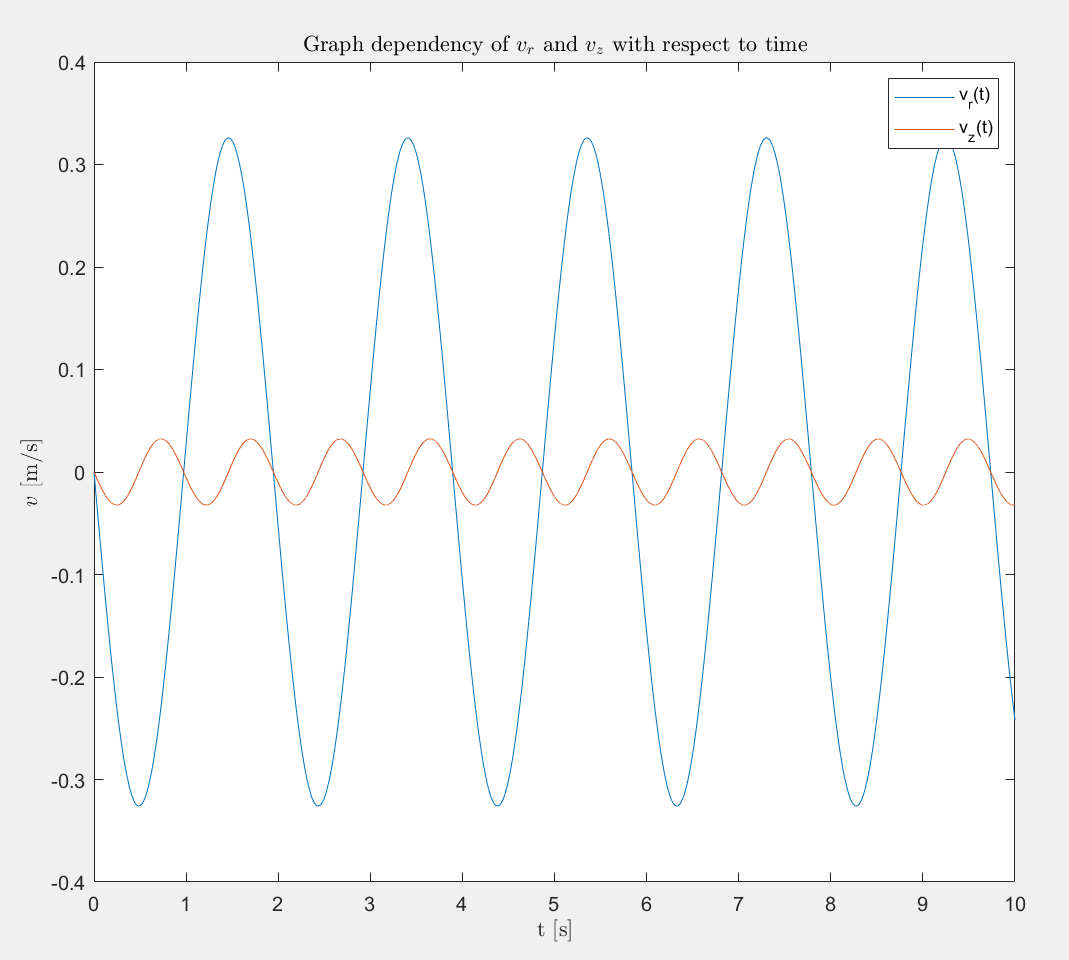 Graph dependency of v_r and v_z with respect to time
v_r(t)
v_z(t)
0.4
0.3
0.2
0.1
0
-0.1
-0.2
-0.3
-0.4
v [m/s]
0 1 2 3 4 5 6 7 8 9 10
t [s]